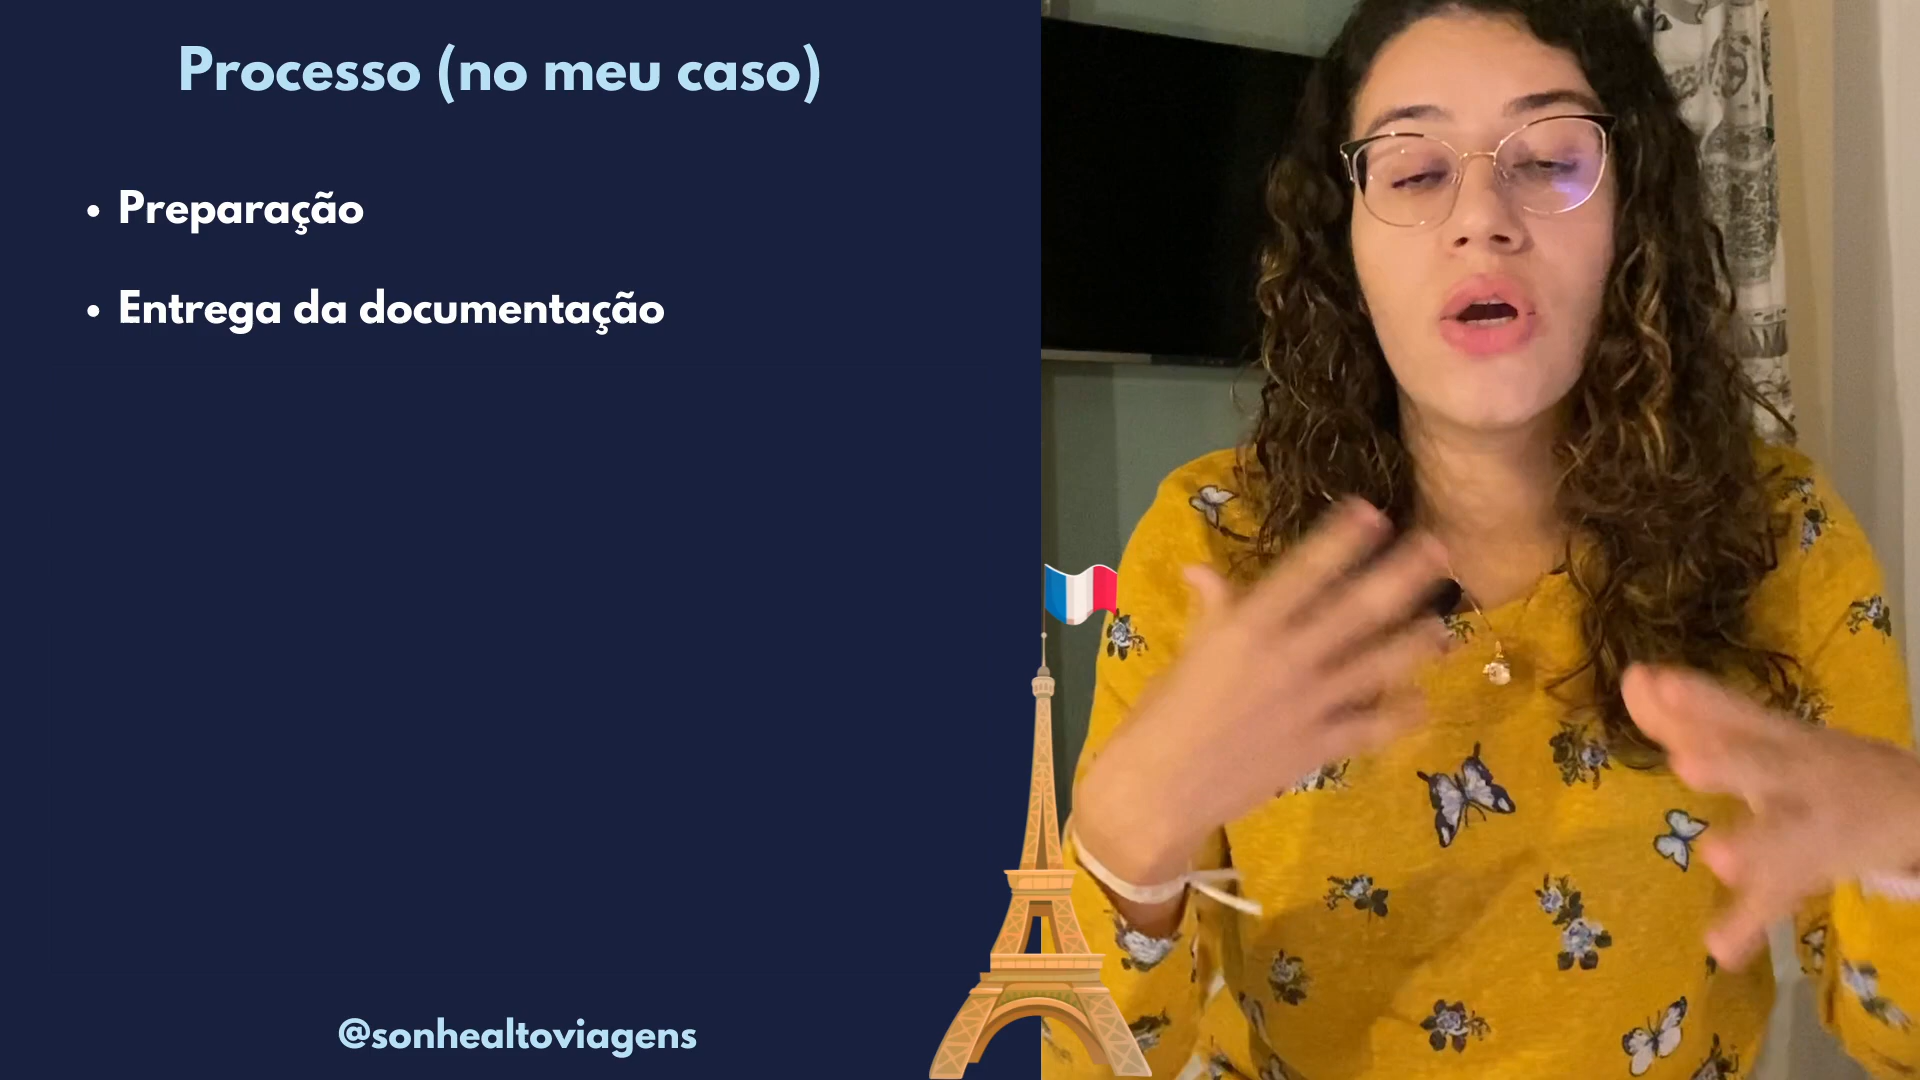 Processo (no meu caso)
• Preparação
• Entrega da documentação
@sonhealtoviagens